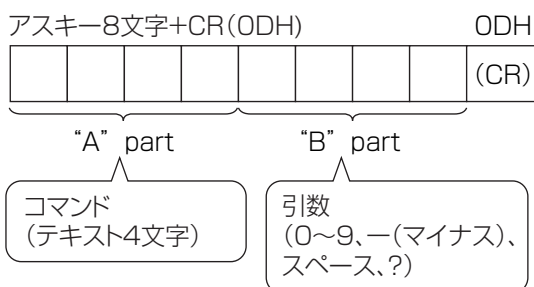 アスキー8文字+CR(0DH)
0DH
(CR)
“A” part
“B” part
コマンド
(テキスト4文字)
引数
(0〜9、ー(マイナス)、
スペース、?)